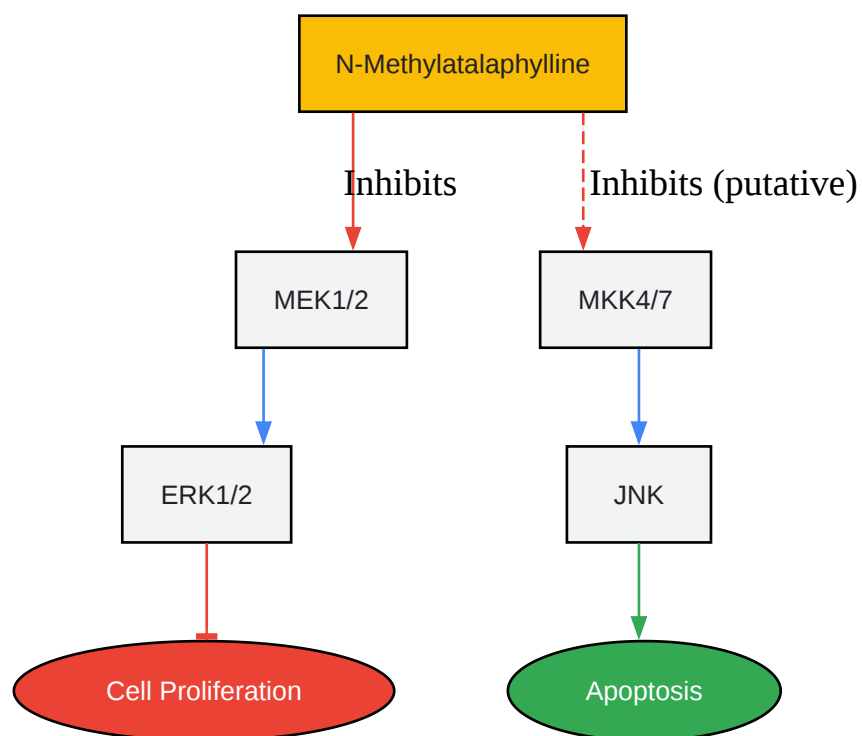 N-Methylatalaphylline
Inhibits
Inhibits (putative)
MEK1/2
MKK4/7
ERK1/2
JNK
Cell Proliferation
Apoptosis